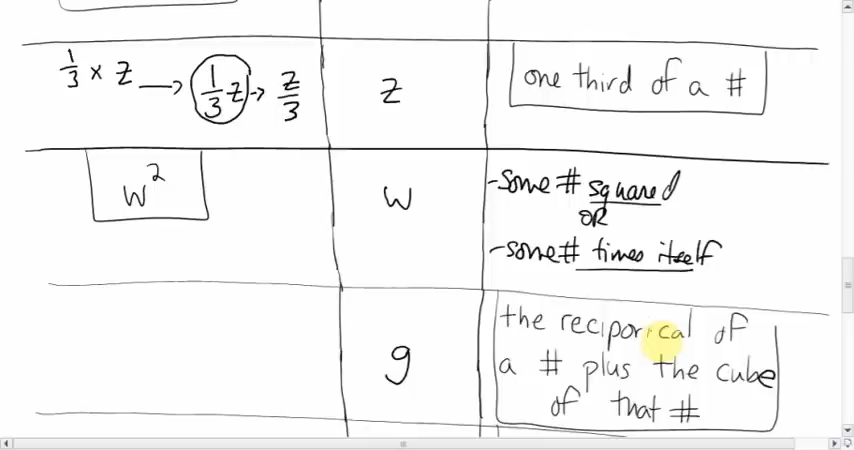 1/3 × z → 1/3 z → z/3
z
one third of a #
w²
w
-some # squared
OR
-some # times itself
g
the reciporical of
a # plus the cube
of that #